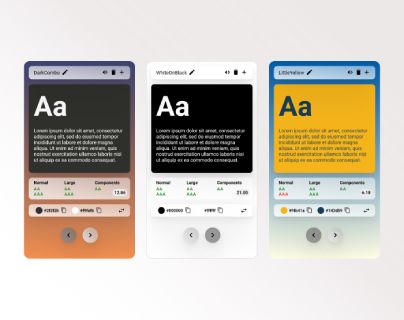 DarkCombo
Aa
Lorem ipsum dolor sit amet, consectetur
adipiscing elit, sed do eiusmod tempor
incididunt ut labore et dolore magna
aliqua. Ut enim ad minim veniam, quis
nostrud exercitation ullamco laboris nisi
ut aliquip ex ea commodo consequat.
Normal Large Components
AA AA AA
AAA AAA
12.86
WhiteOnBlack
Aa
Lorem ipsum dolor sit amet, consectetur
adipiscing elit, sed do eiusmod tempor
incididunt ut labore et dolore magna
aliqua. Ut enim ad minim veniam, quis
nostrud exercitation ullamco laboris nisi
ut aliquip ex ea commodo consequat.
Normal Large Components
AA AA AA
AAA AAA
21.00
#000000 #ffffff
LittleYellow
Aa
Lorem ipsum dolor sit amet, consectetur
adipiscing elit, sed do eiusmod tempor
incididunt ut labore et dolore magna
aliqua. Ut enim ad minim veniam, quis
nostrud exercitation ullamco laboris nisi
ut aliquip ex ea commodo consequat.
Normal Large Components
AA AA AA
AAA AAA
6.18